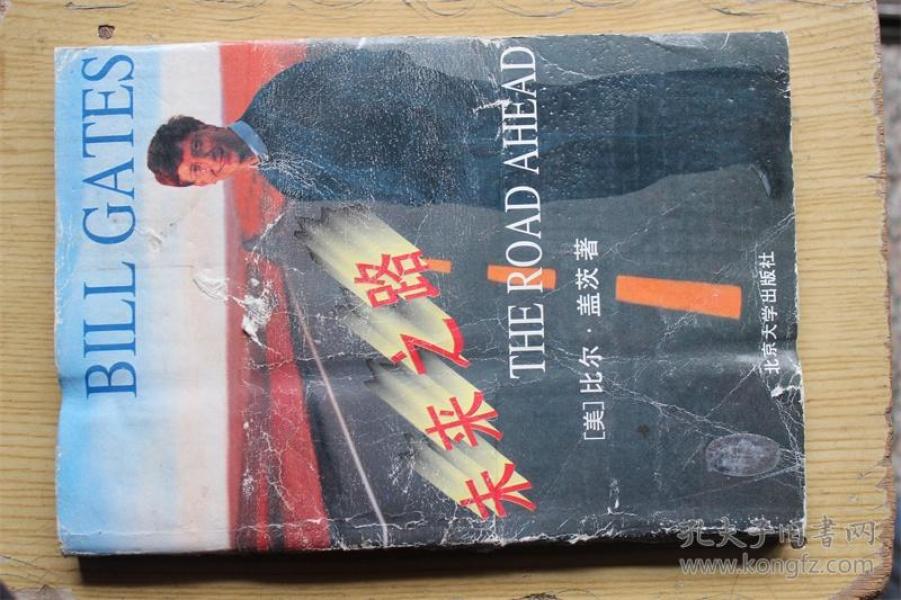 BILL GATES
未来之路
THE ROAD AHEAD
[美]比尔·盖茨著
北京大学出版社
孔夫子旧书网
www.kongfz.com